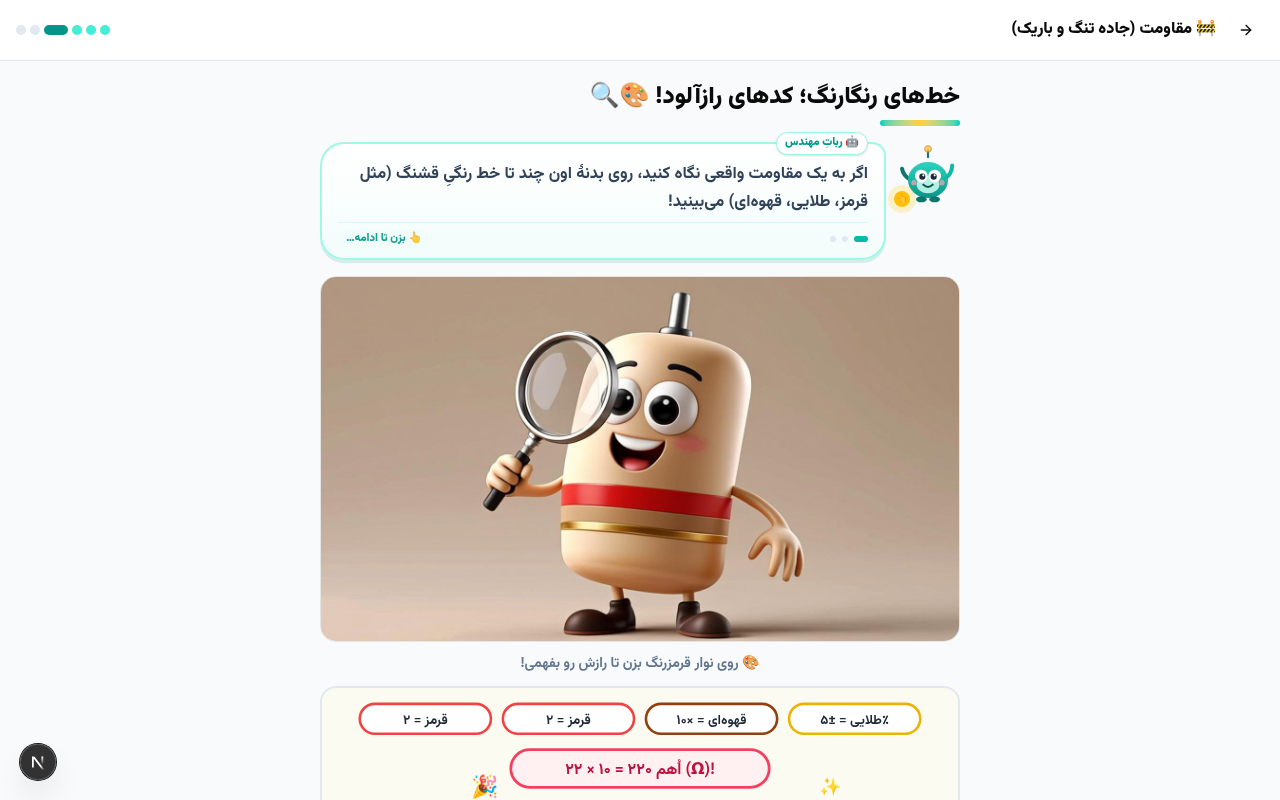 🚧 مقاومت (جاده تنگ و باریک)
خط‌های رنگارنگ؛ کدهای رازآلود! 🎨🔍
🤖 رباتِ مهندس
اگر به یک مقاومت واقعی نگاه کنید، روی بدنهٔ اون چند تا خط رنگیِ قشنگ (مثل
قرمز، طلایی، قهوه‌ای) می‌بینید!
👆 بزن تا ادامه...
🎨 روی نوار قرمزرنگ بزن تا رازش رو بفهمی!
طلایی = ±۵٪
قهوه‌ای = ×۱۰
قرمز = ۲
قرمز = ۲
۲۲ × ۱۰ = ۲۲۰ اُهم (Ω)!
N